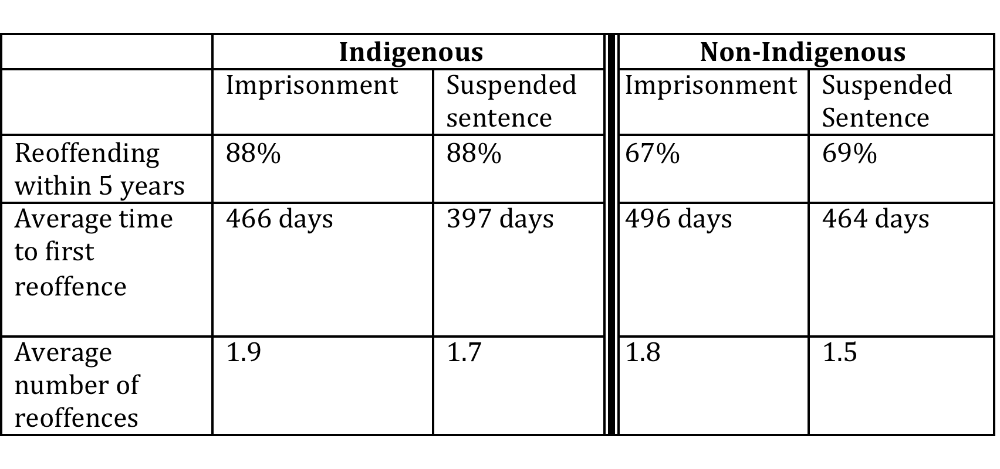 Indigenous Non-Indigenous
Imprisonment Suspended sentence Imprisonment Suspended Sentence
Reoffending within 5 years 88% 88% 67% 69%
Average time to first reoffence 466 days 397 days 496 days 464 days
Average number of reoffences 1.9 1.7 1.8 1.5